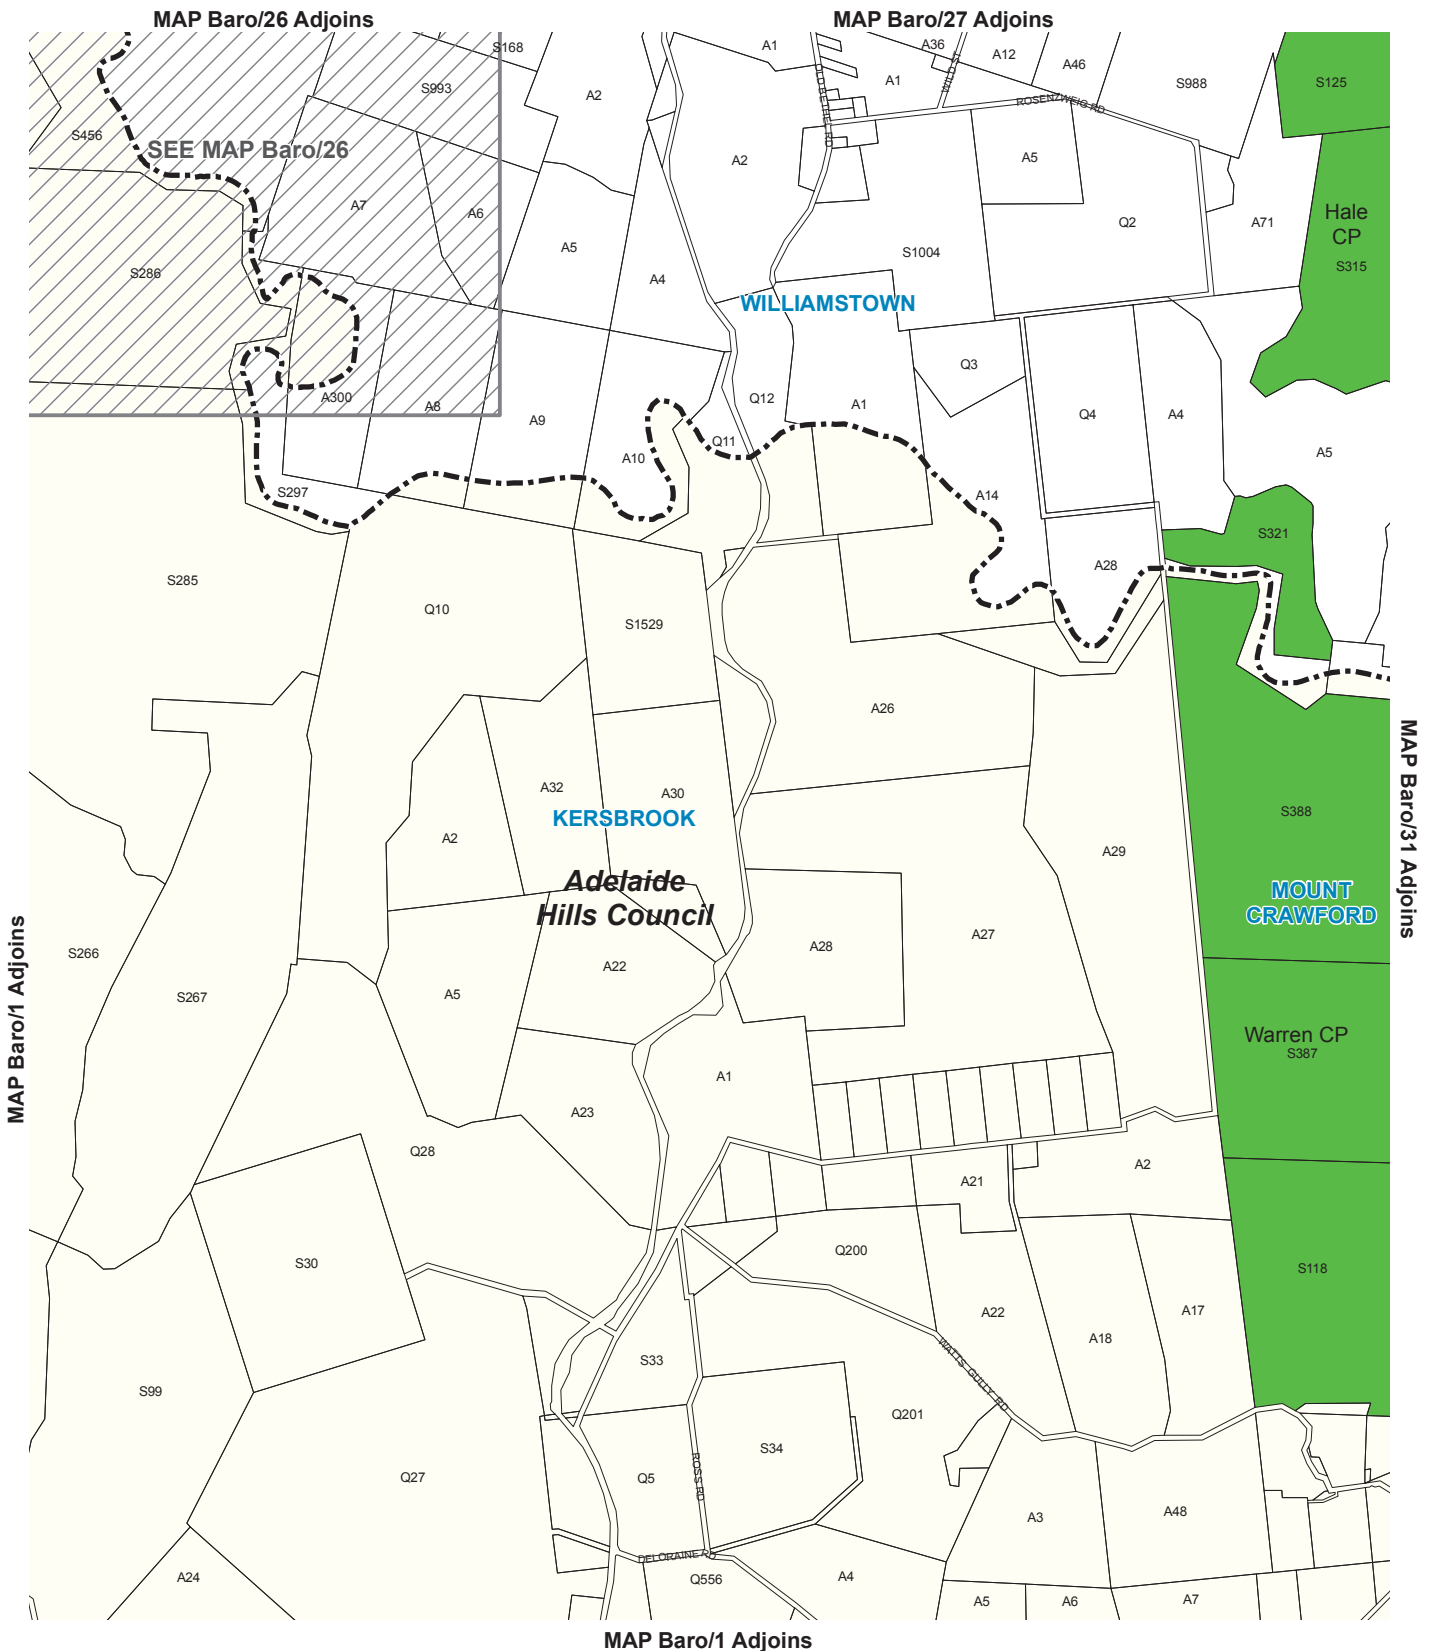 MAP Baro/26 Adjoins
MAP Baro/27 Adjoins
S168
A1
A36
A12
A46
S993
A2
A1
WILD ST
S988
S125
OLD BETHEL RD
ROSENZWEIG RD
S456
SEE MAP Baro/26
A2
A5
A7
A6
A5
S1004
Q2
A71
Hale
CP
S315
S286
A4
WILLIAMSTOWN
Q3
A300
A8
A9
Q12
A1
Q4
A4
Q11
A10
A5
S297
A14
S321
S285
A28
Q10
S1529
A26
MAP Baro/31 Adjoins
A32
A30
KERSBROOK
S388
A2
A29
Adelaide
Hills Council
MOUNT
CRAWFORD
MAP Baro/1 Adjoins
S266
A28
A27
A22
S267
A5
Warren CP
S387
A1
A23
Q28
A2
A21
Q200
S30
S118
A22
A17
A18
S33
WATTS GULLY RD
S99
Q201
S34
ROSS RD
Q27
Q5
A3
A48
DELORAINE RD
A24
Q556
A4
A5
A6
A7
MAP Baro/1 Adjoins